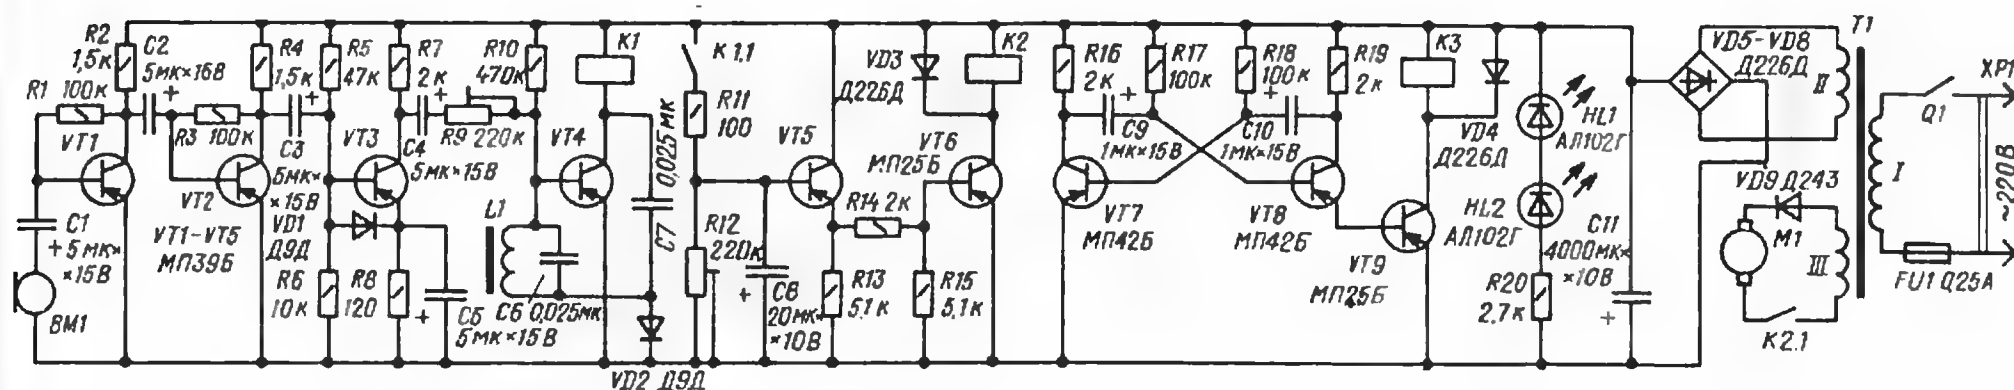 R2
1,5к
C2
5мк×16В
R4
1,5к
R5
47к
R7
2к
R10
470к
K1
K1.1
VD3
Д226Д
K2
R16
2к
R17
100к
R18
100к
R19
2к
K3
VD5-VD8
Д226Д
T1
XP1
R1
100к
R3
100к
R9
220к
R11
100
C9
1мк×15В
C10
1мк×15В
VD4
Д226Д
HL1
АЛ102Г
II
Q1
VT1
VT2
C3
5мк×
×15В
VT3
C4
5мк×15В
VT4
C7
0,025мк
VT5
VT6
МП25Б
VT7
МП42Б
VT8
МП42Б
HL2
АЛ102Г
VD9 Д243
I
~220В
C1
5мк×
×15В
VT1-VT5
МП39Б
VD1
Д9Д
L1
R12
220к
R14 2к
VT9
МП25Б
C11
4000мк×
×10В
M1
III
R6
10к
R8
120
C5
5мк×15В
C6 0,025мк
C8
20мк×
×10В
R13
5,1к
R15
5,1к
R20
2,7к
FU1 0,25А
BM1
K2.1
VD2 Д9Д